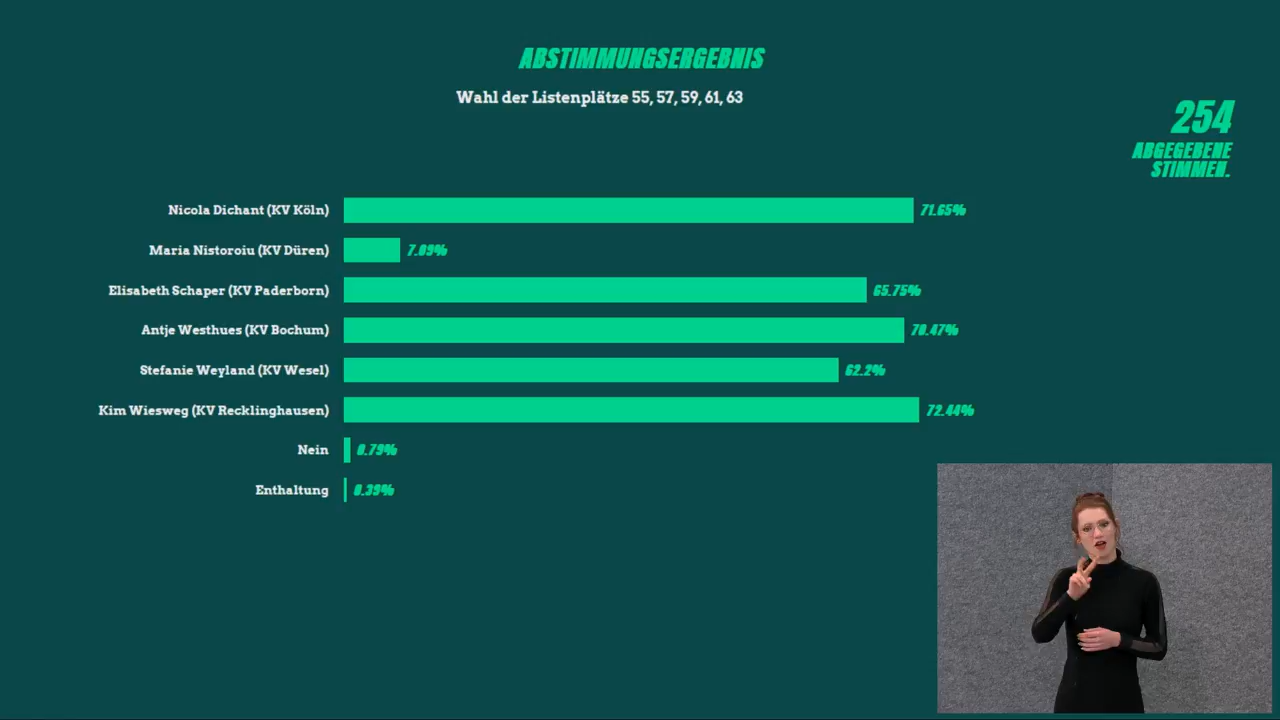 ABSTIMMUNGSERGEBNIS
Wahl der Listenplätze 55, 57, 59, 61, 63
254
ABGEGEBENE
STIMMEN.
Nicola Dichant (KV Köln) 71.65%
Maria Nistoroiu (KV Düren) 7.09%
Elisabeth Schaper (KV Paderborn) 65.75%
Antje Westhues (KV Bochum) 70.47%
Stefanie Weyland (KV Wesel) 62.2%
Kim Wiesweg (KV Recklinghausen) 72.44%
Nein 0.79%
Enthaltung 0.39%